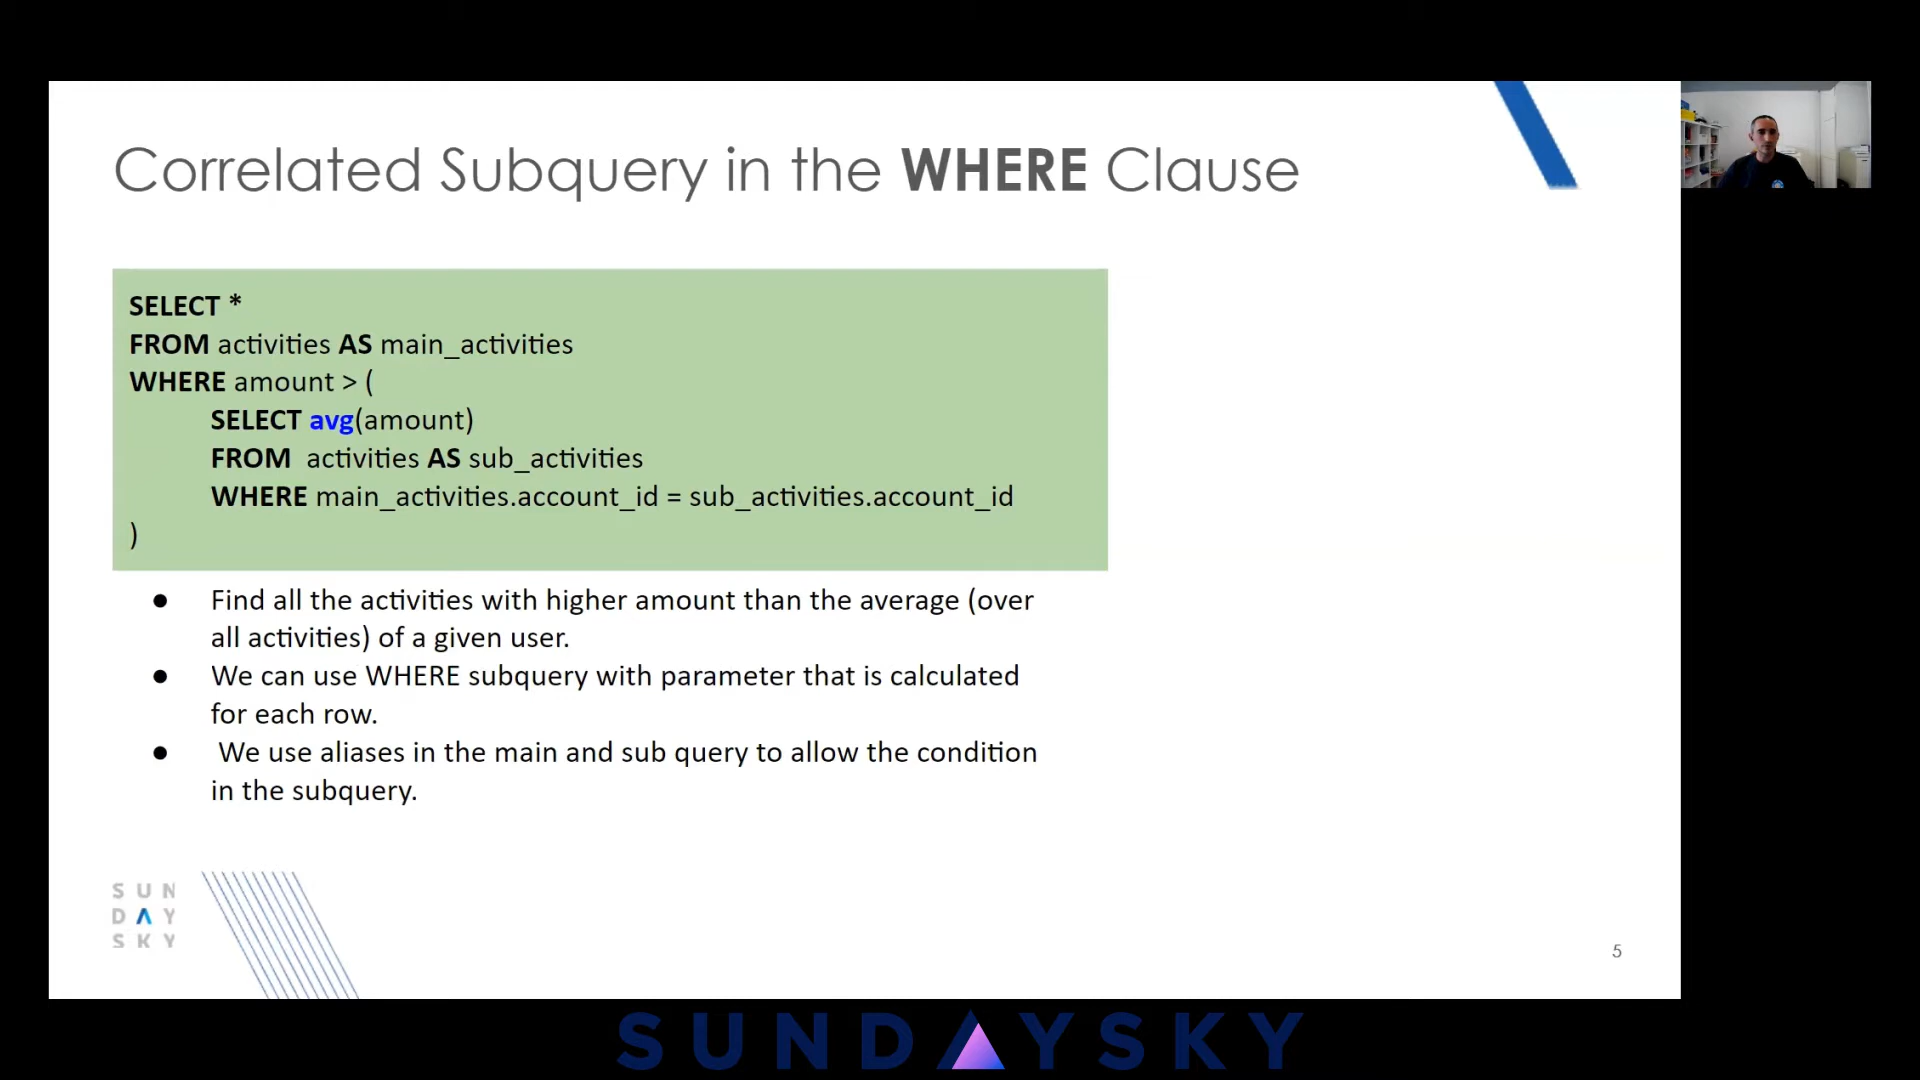 Correlated Subquery in the WHERE Clause
SELECT *
FROM activities AS main_activities
WHERE amount > (
SELECT avg(amount)
FROM activities AS sub_activities
WHERE main_activities.account_id = sub_activities.account_id
)
● Find all the activities with higher amount than the average (over
all activities) of a given user.
● We can use WHERE subquery with parameter that is calculated
for each row.
● We use aliases in the main and sub query to allow the condition
in the subquery.
SUN
DAY
SKY
5
SUNDAYSKY